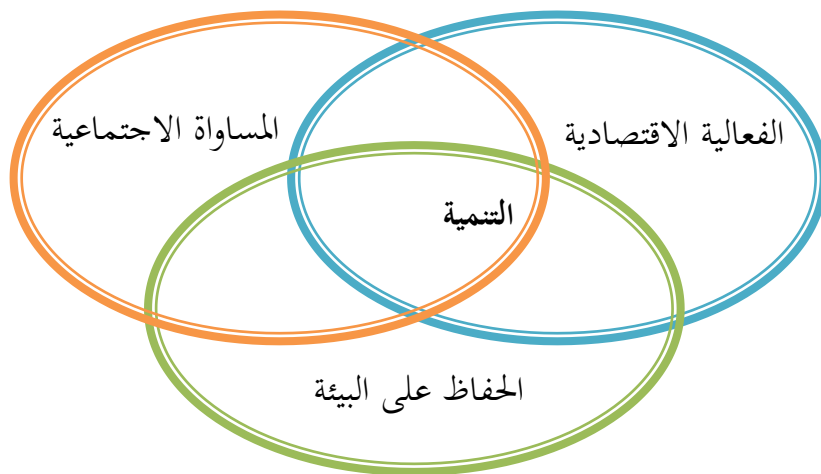 الفعالية الاقتصادية
المساواة الاجتماعية
التنمية
الحفاظ على البيئة